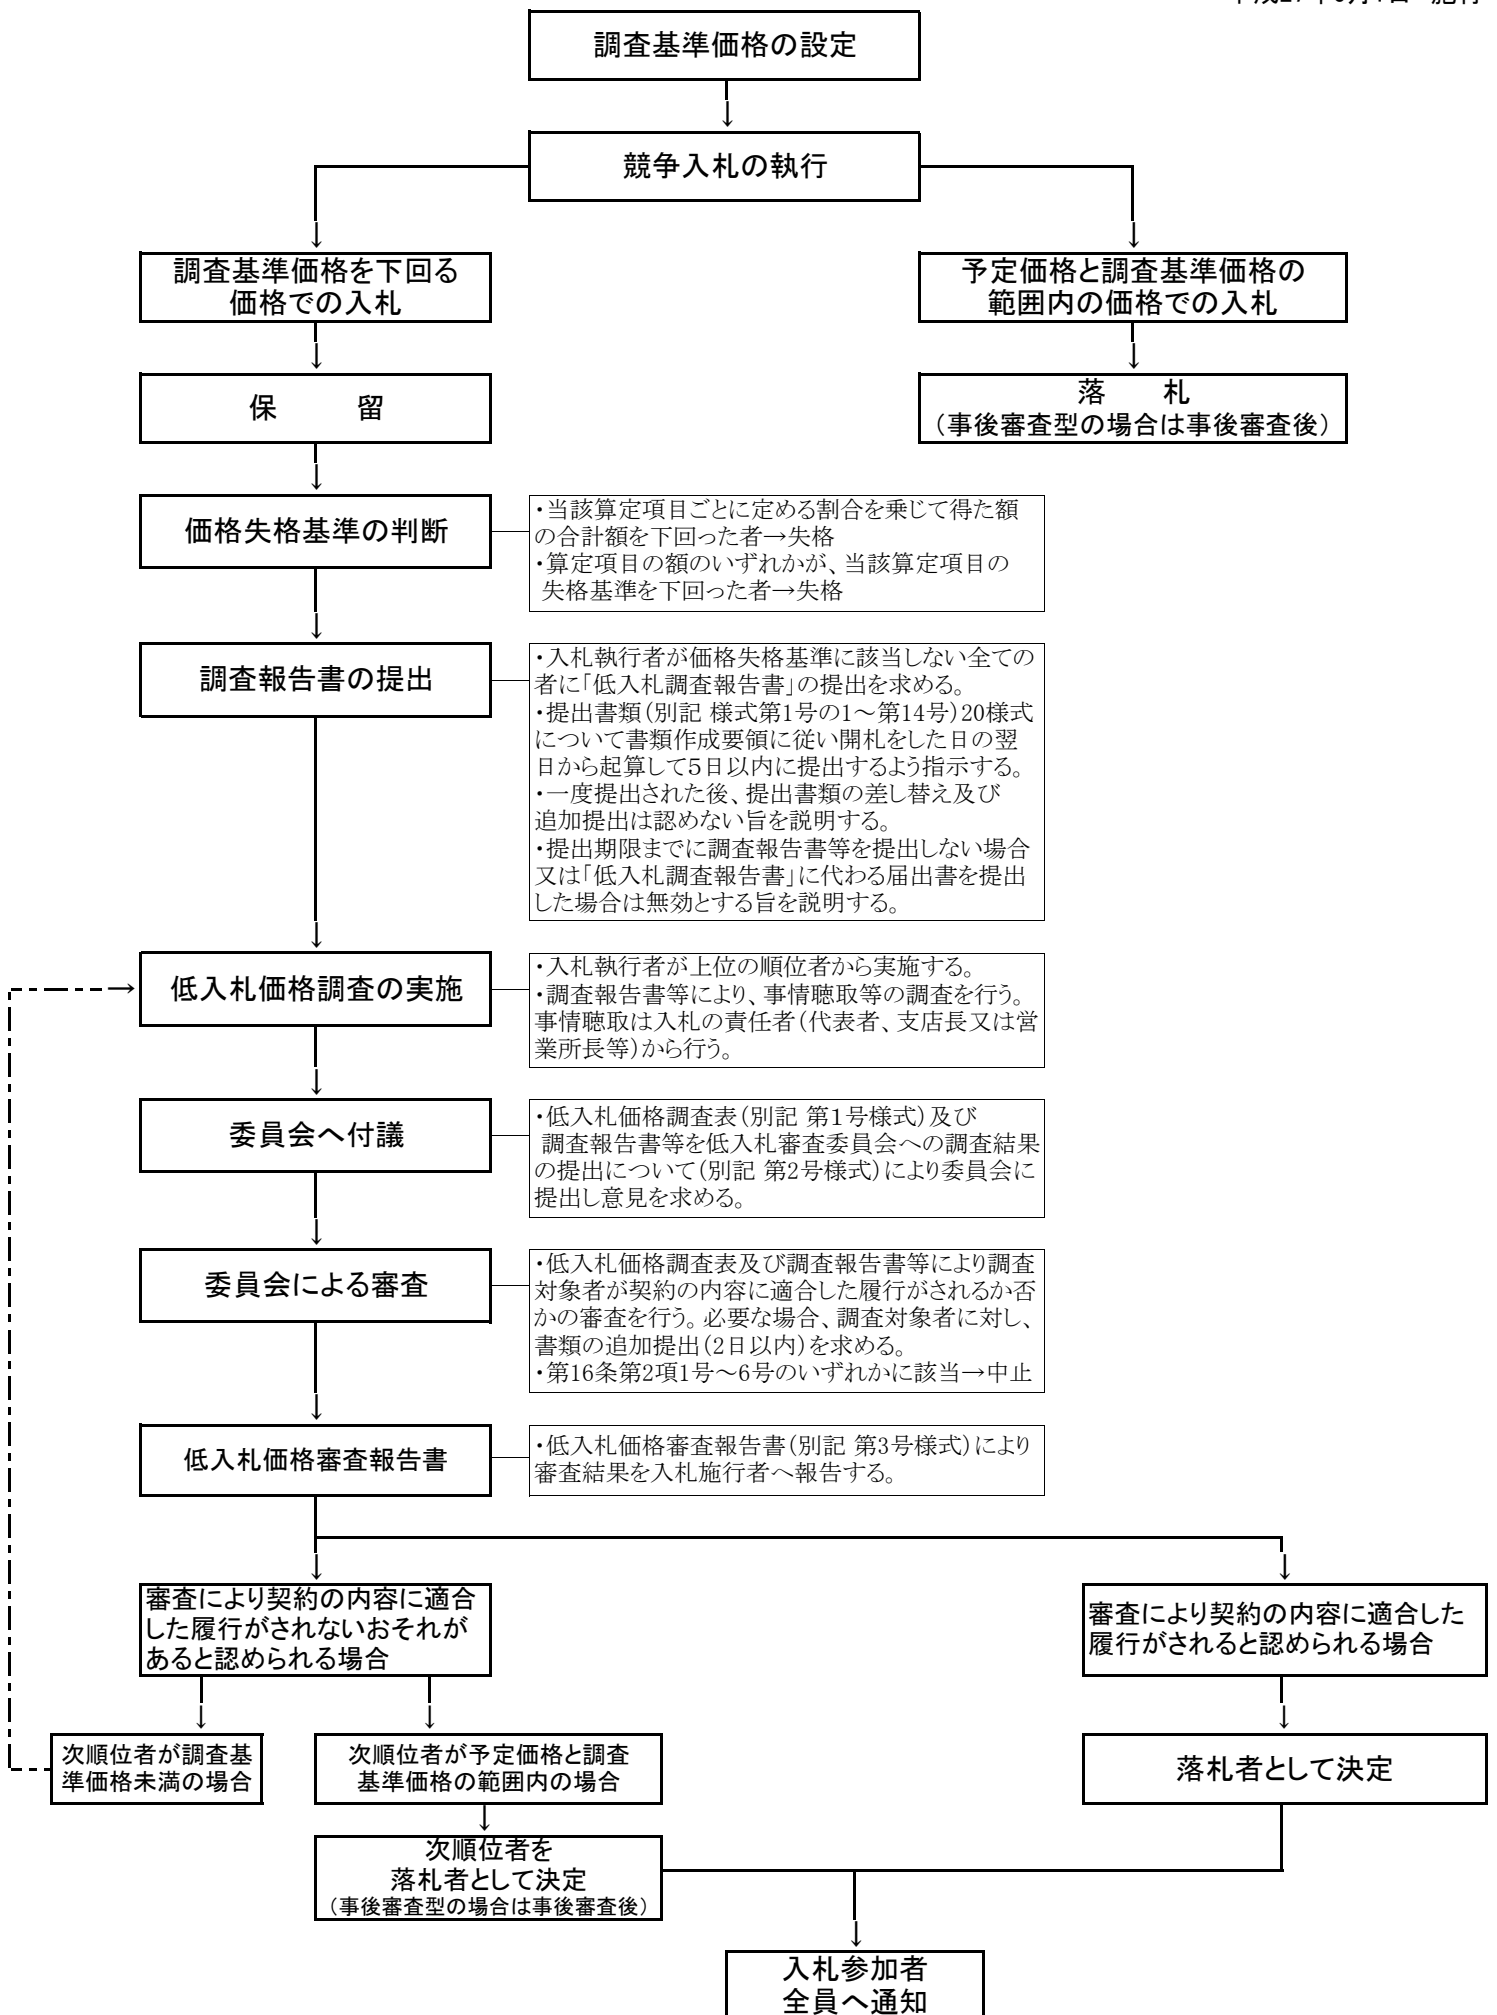 調査基準価格の設定
競争入札の執行
調査基準価格を下回る
価格での入札
予定価格と調査基準価格の
範囲内の価格での入札
保　　　留
落　　札
（事後審査型の場合は事後審査後）
価格失格基準の判断
・当該算定項目ごとに定める割合を乗じて得た額
の合計額を下回った者→失格
・算定項目の額のいずれかが、当該算定項目の
失格基準を下回った者→失格
調査報告書の提出
・入札執行者が価格失格基準に該当しない全ての
者に「低入札調査報告書」の提出を求める。
・提出書類（別記 様式第1号の1～第14号）20様式
について書類作成要領に従い開札をした日の翌
日から起算して5日以内に提出するよう指示する。
・一度提出された後、提出書類の差し替え及び
追加提出は認めない旨を説明する。
・提出期限までに調査報告書等を提出しない場合
又は「低入札調査報告書」に代わる届出書を提出
した場合は無効とする旨を説明する。
低入札価格調査の実施
・入札執行者が上位の順位者から実施する。
・調査報告書等により、事情聴取等の調査を行う。
事情聴取は入札の責任者（代表者、支店長又は営
業所長等）から行う。
委員会へ付議
・低入札価格調査表（別記 第1号様式）及び
調査報告書等を低入札審査委員会への調査結果
の提出について（別記 第2号様式）により委員会に
提出し意見を求める。
委員会による審査
・低入札価格調査表及び調査報告書等により調査
対象者が契約の内容に適合した履行がされるか否
かの審査を行う。必要な場合、調査対象者に対し、
書類の追加提出（2日以内）を求める。
・第16条第2項1号～6号のいずれかに該当→中止
低入札価格審査報告書
・低入札価格審査報告書（別記 第3号様式）により
審査結果を入札施行者へ報告する。
審査により契約の内容に適合
した履行がされないおそれが
あると認められる場合
審査により契約の内容に適合した
履行がされると認められる場合
次順位者が調査基
準価格未満の場合
次順位者が予定価格と調査
基準価格の範囲内の場合
落札者として決定
次順位者を
落札者として決定
（事後審査型の場合は事後審査後）
入札参加者
全員へ通知